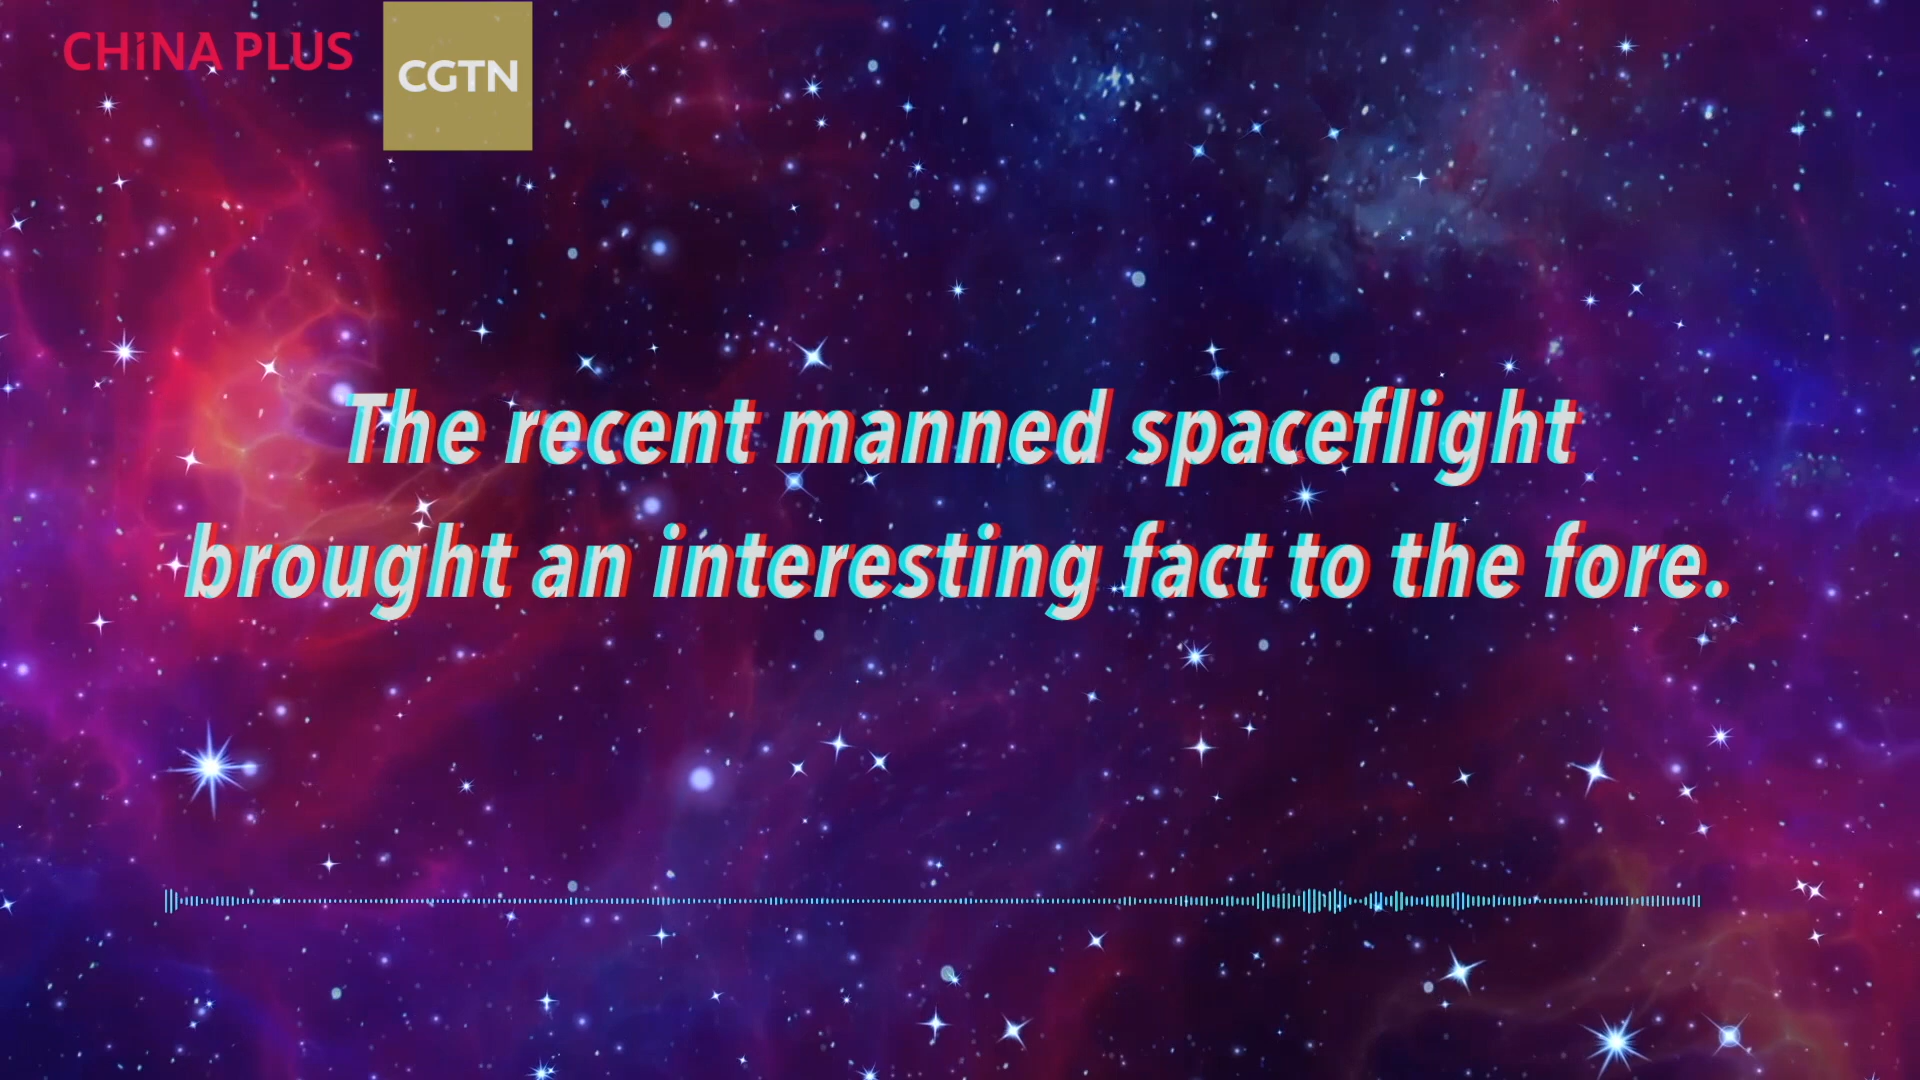 CHINA PLUS
CGTN
The recent manned spaceflight
brought an interesting fact to the fore.